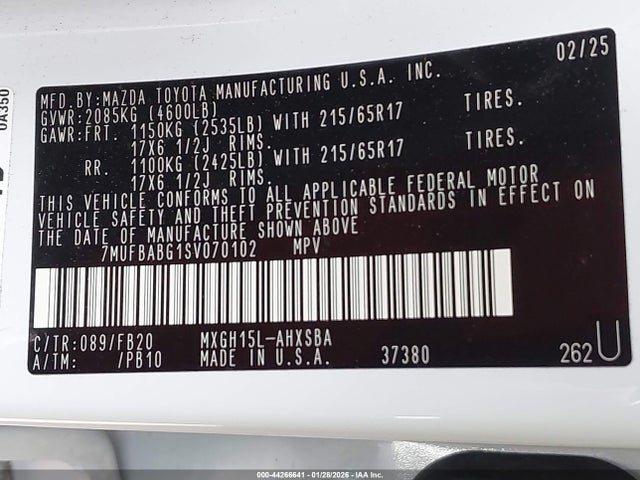 02/25
MFD.BY:MAZDA TOYOTA MANUFACTURING U.S.A. INC.
GVWR:2085KG (4600LB)
GAWR:FRT. 1150KG (2535LB) WITH 215/65R17 TIRES.
17X6 1/2J RIMS.
RR. 1100KG (2425LB) WITH 215/65R17 TIRES.
17X6 1/2J RIMS.
THIS VEHICLE CONFORMS TO ALL APPLICABLE FEDERAL MOTOR
VEHICLE SAFETY AND THEFT PREVENTION STANDARDS IN EFFECT ON
THE DATE OF MANUFACTURE SHOWN ABOVE
7MUFBABG1SV070102 MPV
C/TR:089/FB20 MXGH15L-AHXSBA
A/TM: /PB10 MADE IN U.S.A. 37380 262U
0A350
000-44266641 - 01/28/2026 - IAA Inc.